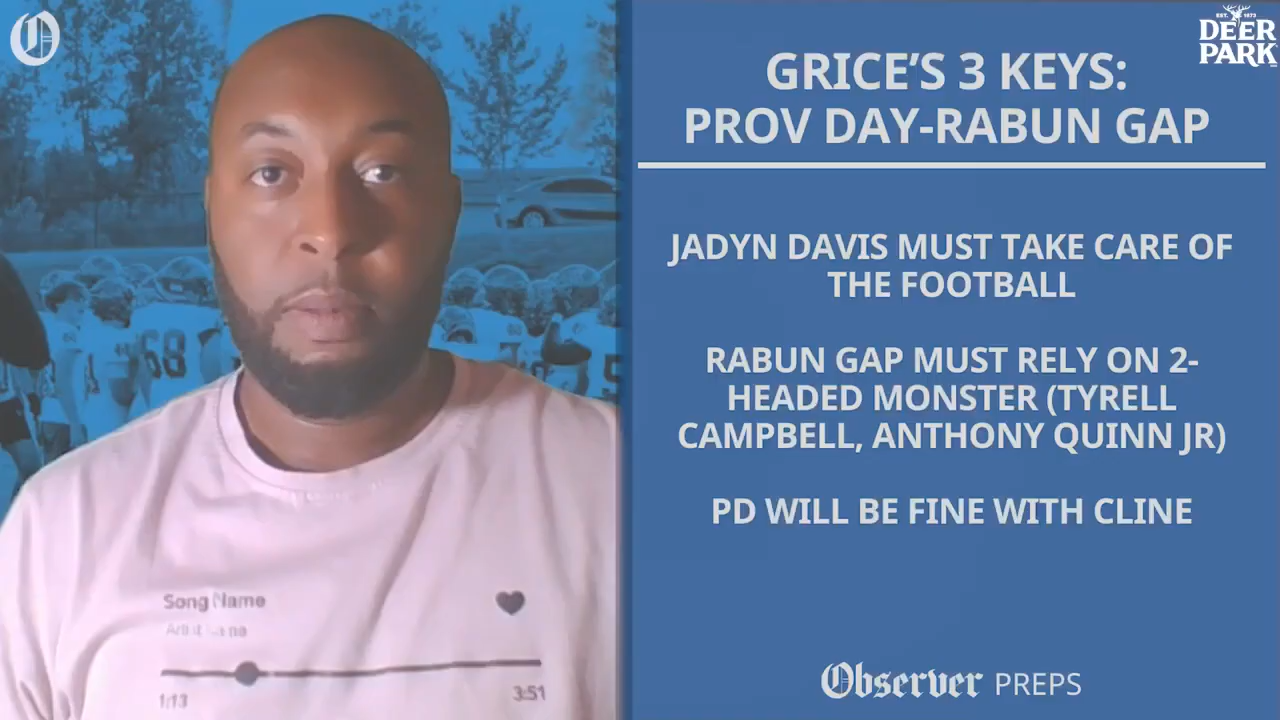 O
EST. 1873
DEER
PARK
GRICE'S 3 KEYS:
PROV DAY-RABUN GAP
JADYN DAVIS MUST TAKE CARE OF
THE FOOTBALL
RABUN GAP MUST RELY ON 2-
HEADED MONSTER (TYRELL
CAMPBELL, ANTHONY QUINN JR)
PD WILL BE FINE WITH CLINE
68
Song Name
1:13
3:51
Observer PREPS